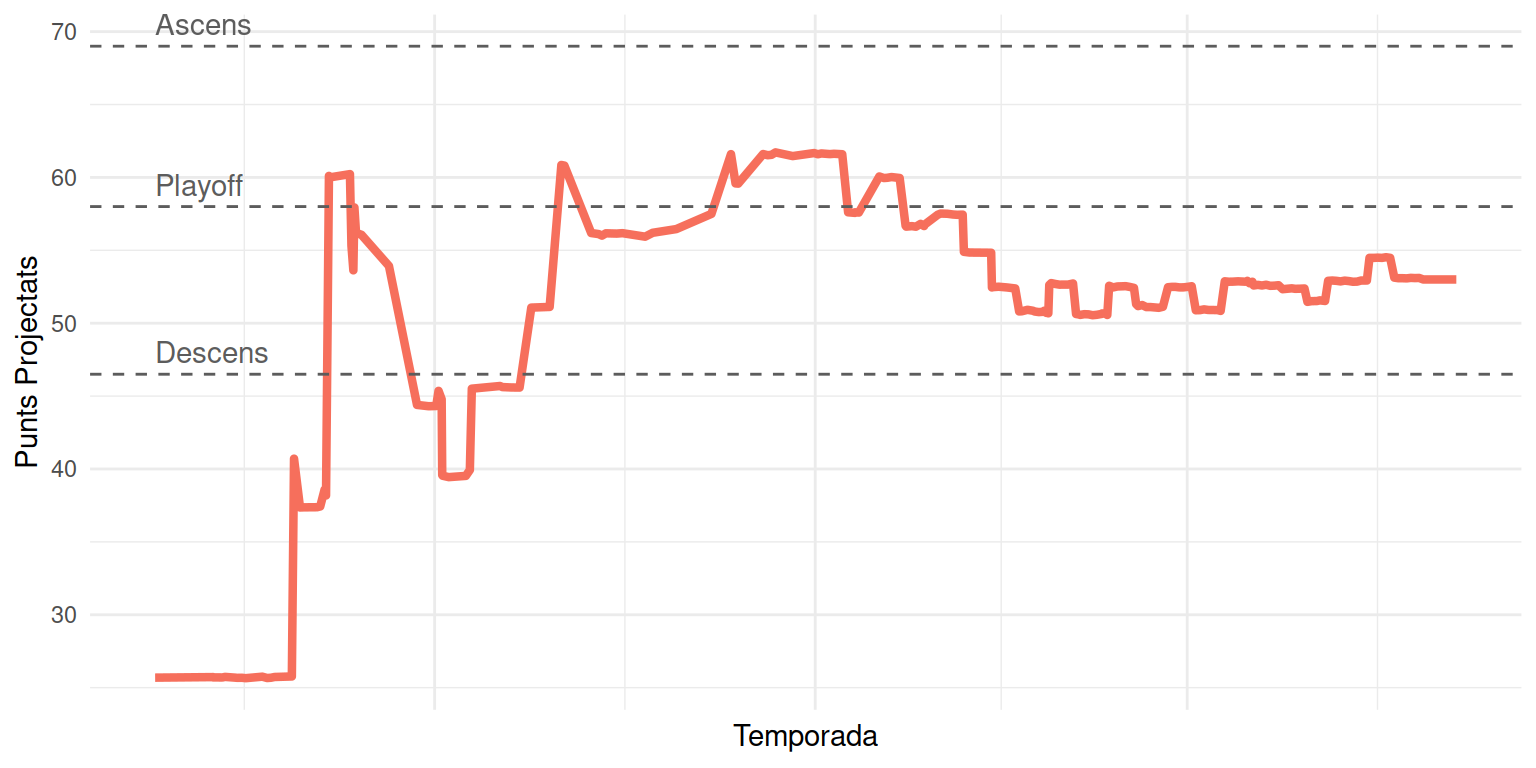 Ascens
Playoff
Descens
70
60
50
40
30
Punts Projectats
Temporada